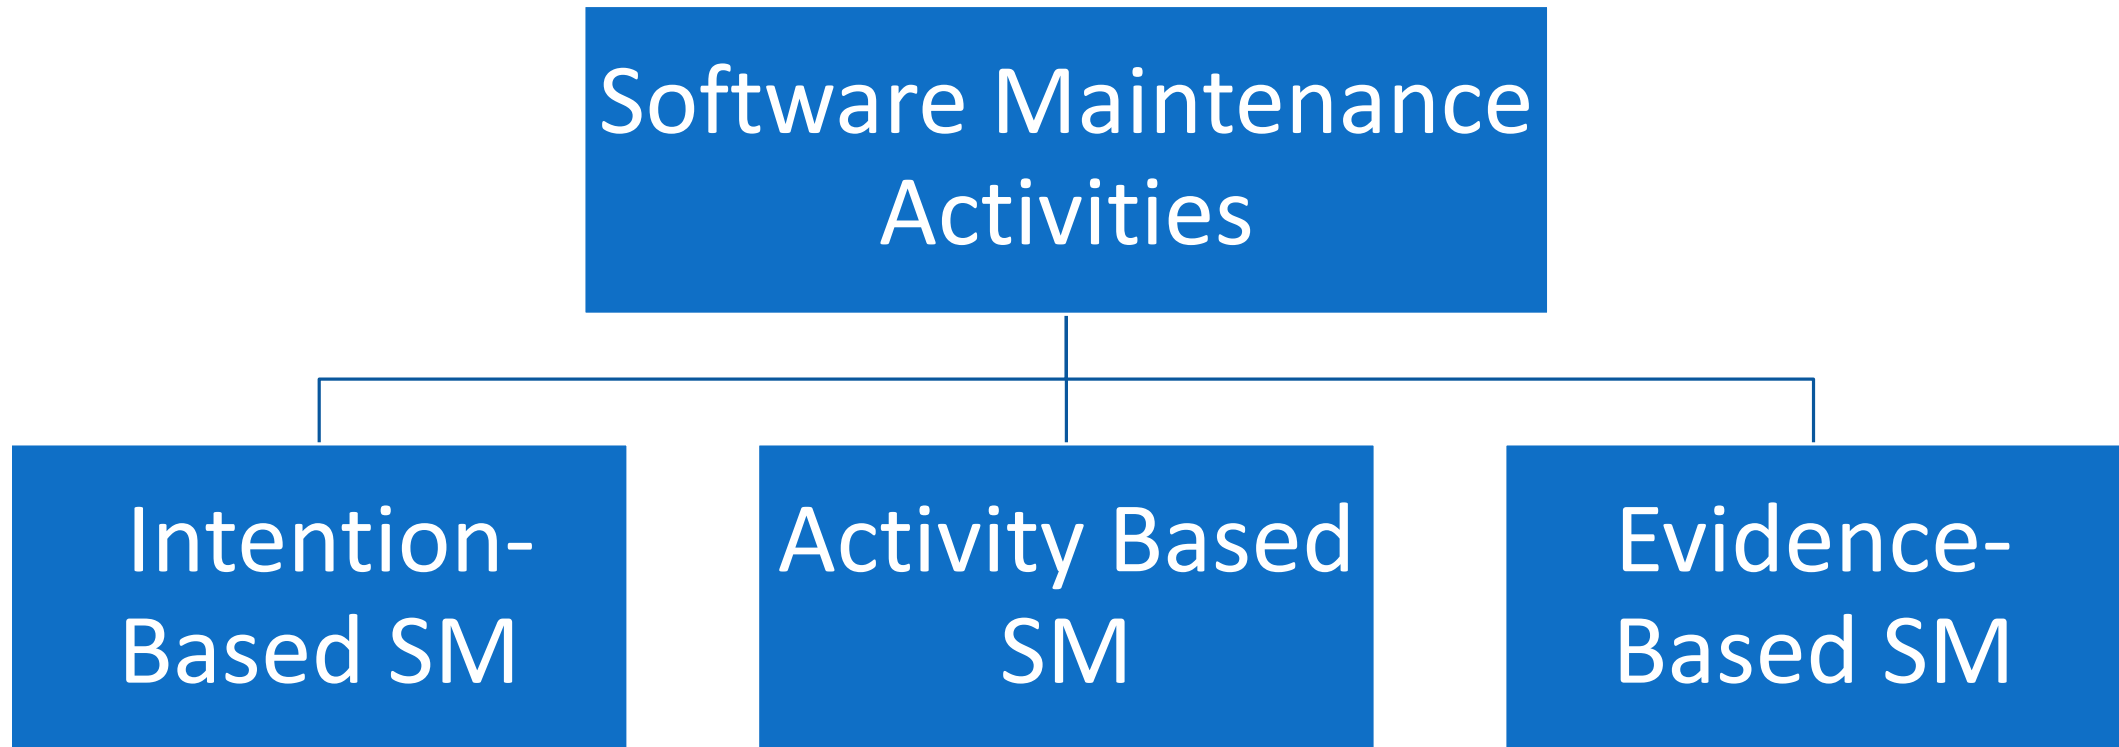 Software Maintenance
Activities
Intention-
Based SM
Activity Based
SM
Evidence-
Based SM